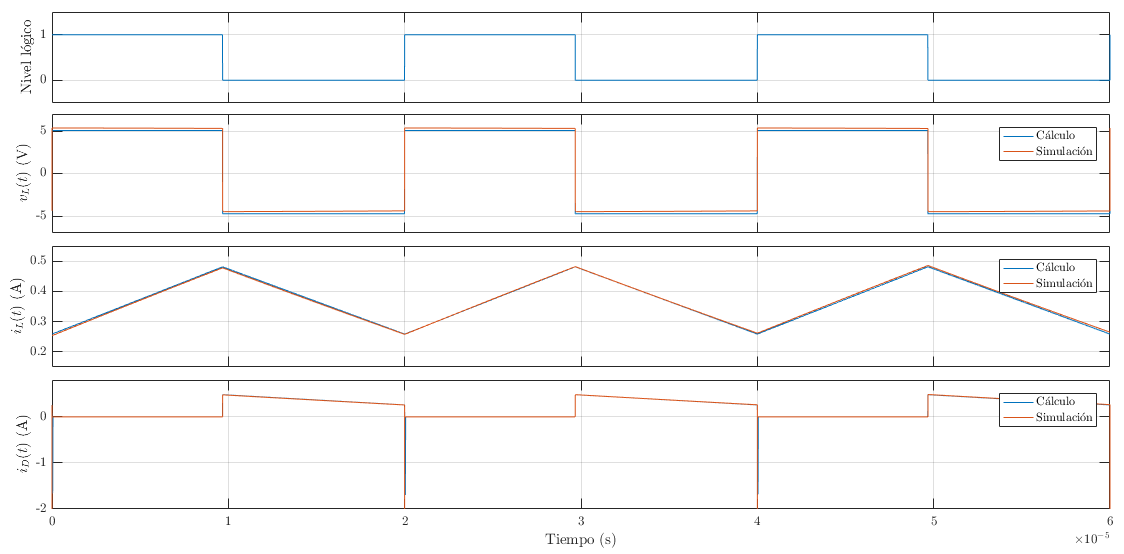 Nivel lógico
1
0
v_L(t) (V)
5
0
-5
Cálculo
Simulación
i_L(t) (A)
0.5
0.4
0.3
0.2
Cálculo
Simulación
i_D(t) (A)
0
-1
-2
Cálculo
Simulación
0 1 2 3 4 5 6
Tiempo (s)
×10⁻⁵